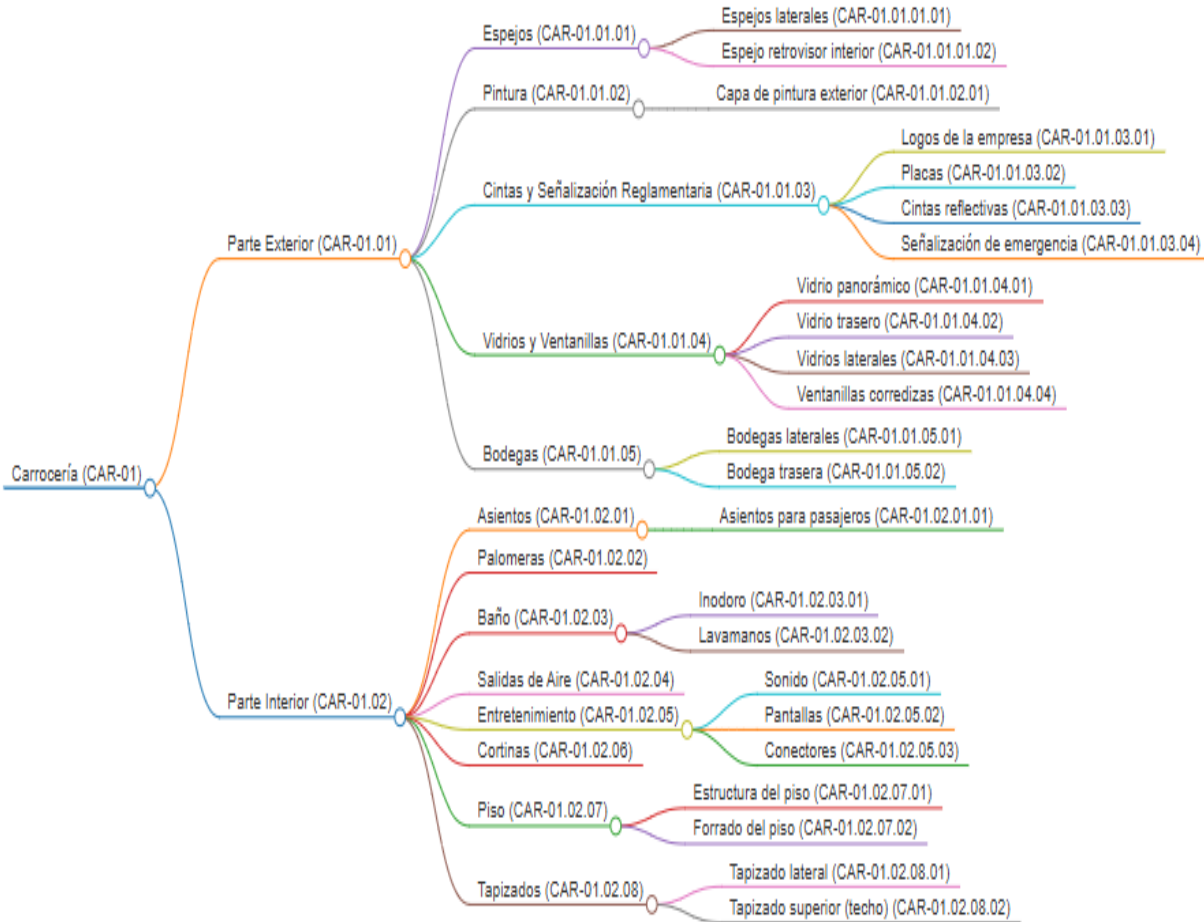 Carrocería (CAR-01)
Parte Exterior (CAR-01.01)
Espejos (CAR-01.01.01)
Espejos laterales (CAR-01.01.01.01)
Espejo retrovisor interior (CAR-01.01.01.02)
Pintura (CAR-01.01.02)
Capa de pintura exterior (CAR-01.01.02.01)
Cintas y Señalización Reglamentaria (CAR-01.01.03)
Logos de la empresa (CAR-01.01.03.01)
Placas (CAR-01.01.03.02)
Cintas reflectivas (CAR-01.01.03.03)
Señalización de emergencia (CAR-01.01.03.04)
Vidrios y Ventanillas (CAR-01.01.04)
Vidrio panorámico (CAR-01.01.04.01)
Vidrio trasero (CAR-01.01.04.02)
Vidrios laterales (CAR-01.01.04.03)
Ventanillas corredizas (CAR-01.01.04.04)
Bodegas (CAR-01.01.05)
Bodegas laterales (CAR-01.01.05.01)
Bodega trasera (CAR-01.01.05.02)
Parte Interior (CAR-01.02)
Asientos (CAR-01.02.01)
Asientos para pasajeros (CAR-01.02.01.01)
Palomeras (CAR-01.02.02)
Baño (CAR-01.02.03)
Inodoro (CAR-01.02.03.01)
Lavamanos (CAR-01.02.03.02)
Salidas de Aire (CAR-01.02.04)
Entretenimiento (CAR-01.02.05)
Sonido (CAR-01.02.05.01)
Pantallas (CAR-01.02.05.02)
Conectores (CAR-01.02.05.03)
Cortinas (CAR-01.02.06)
Piso (CAR-01.02.07)
Estructura del piso (CAR-01.02.07.01)
Forrado del piso (CAR-01.02.07.02)
Tapizados (CAR-01.02.08)
Tapizado lateral (CAR-01.02.08.01)
Tapizado superior (techo) (CAR-01.02.08.02)